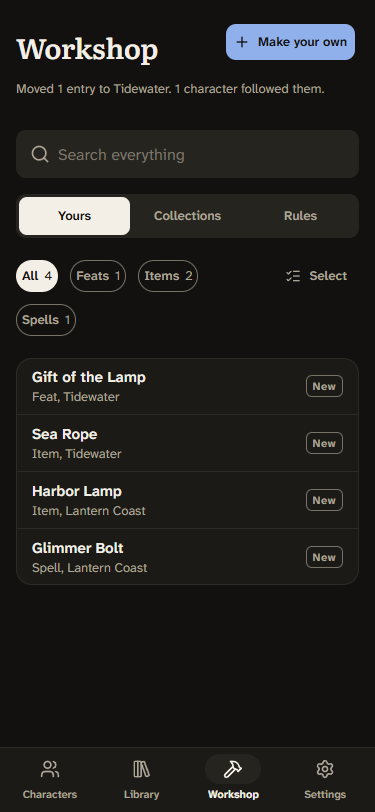 Workshop
Make your own
Moved 1 entry to Tidewater. 1 character followed them.
Search everything
Yours Collections Rules
All 4 Feats 1 Items 2 Select
Spells 1
Gift of the Lamp
Feat, Tidewater
New
Sea Rope
Item, Tidewater
New
Harbor Lamp
Item, Lantern Coast
New
Glimmer Bolt
Spell, Lantern Coast
New
Characters Library Workshop Settings